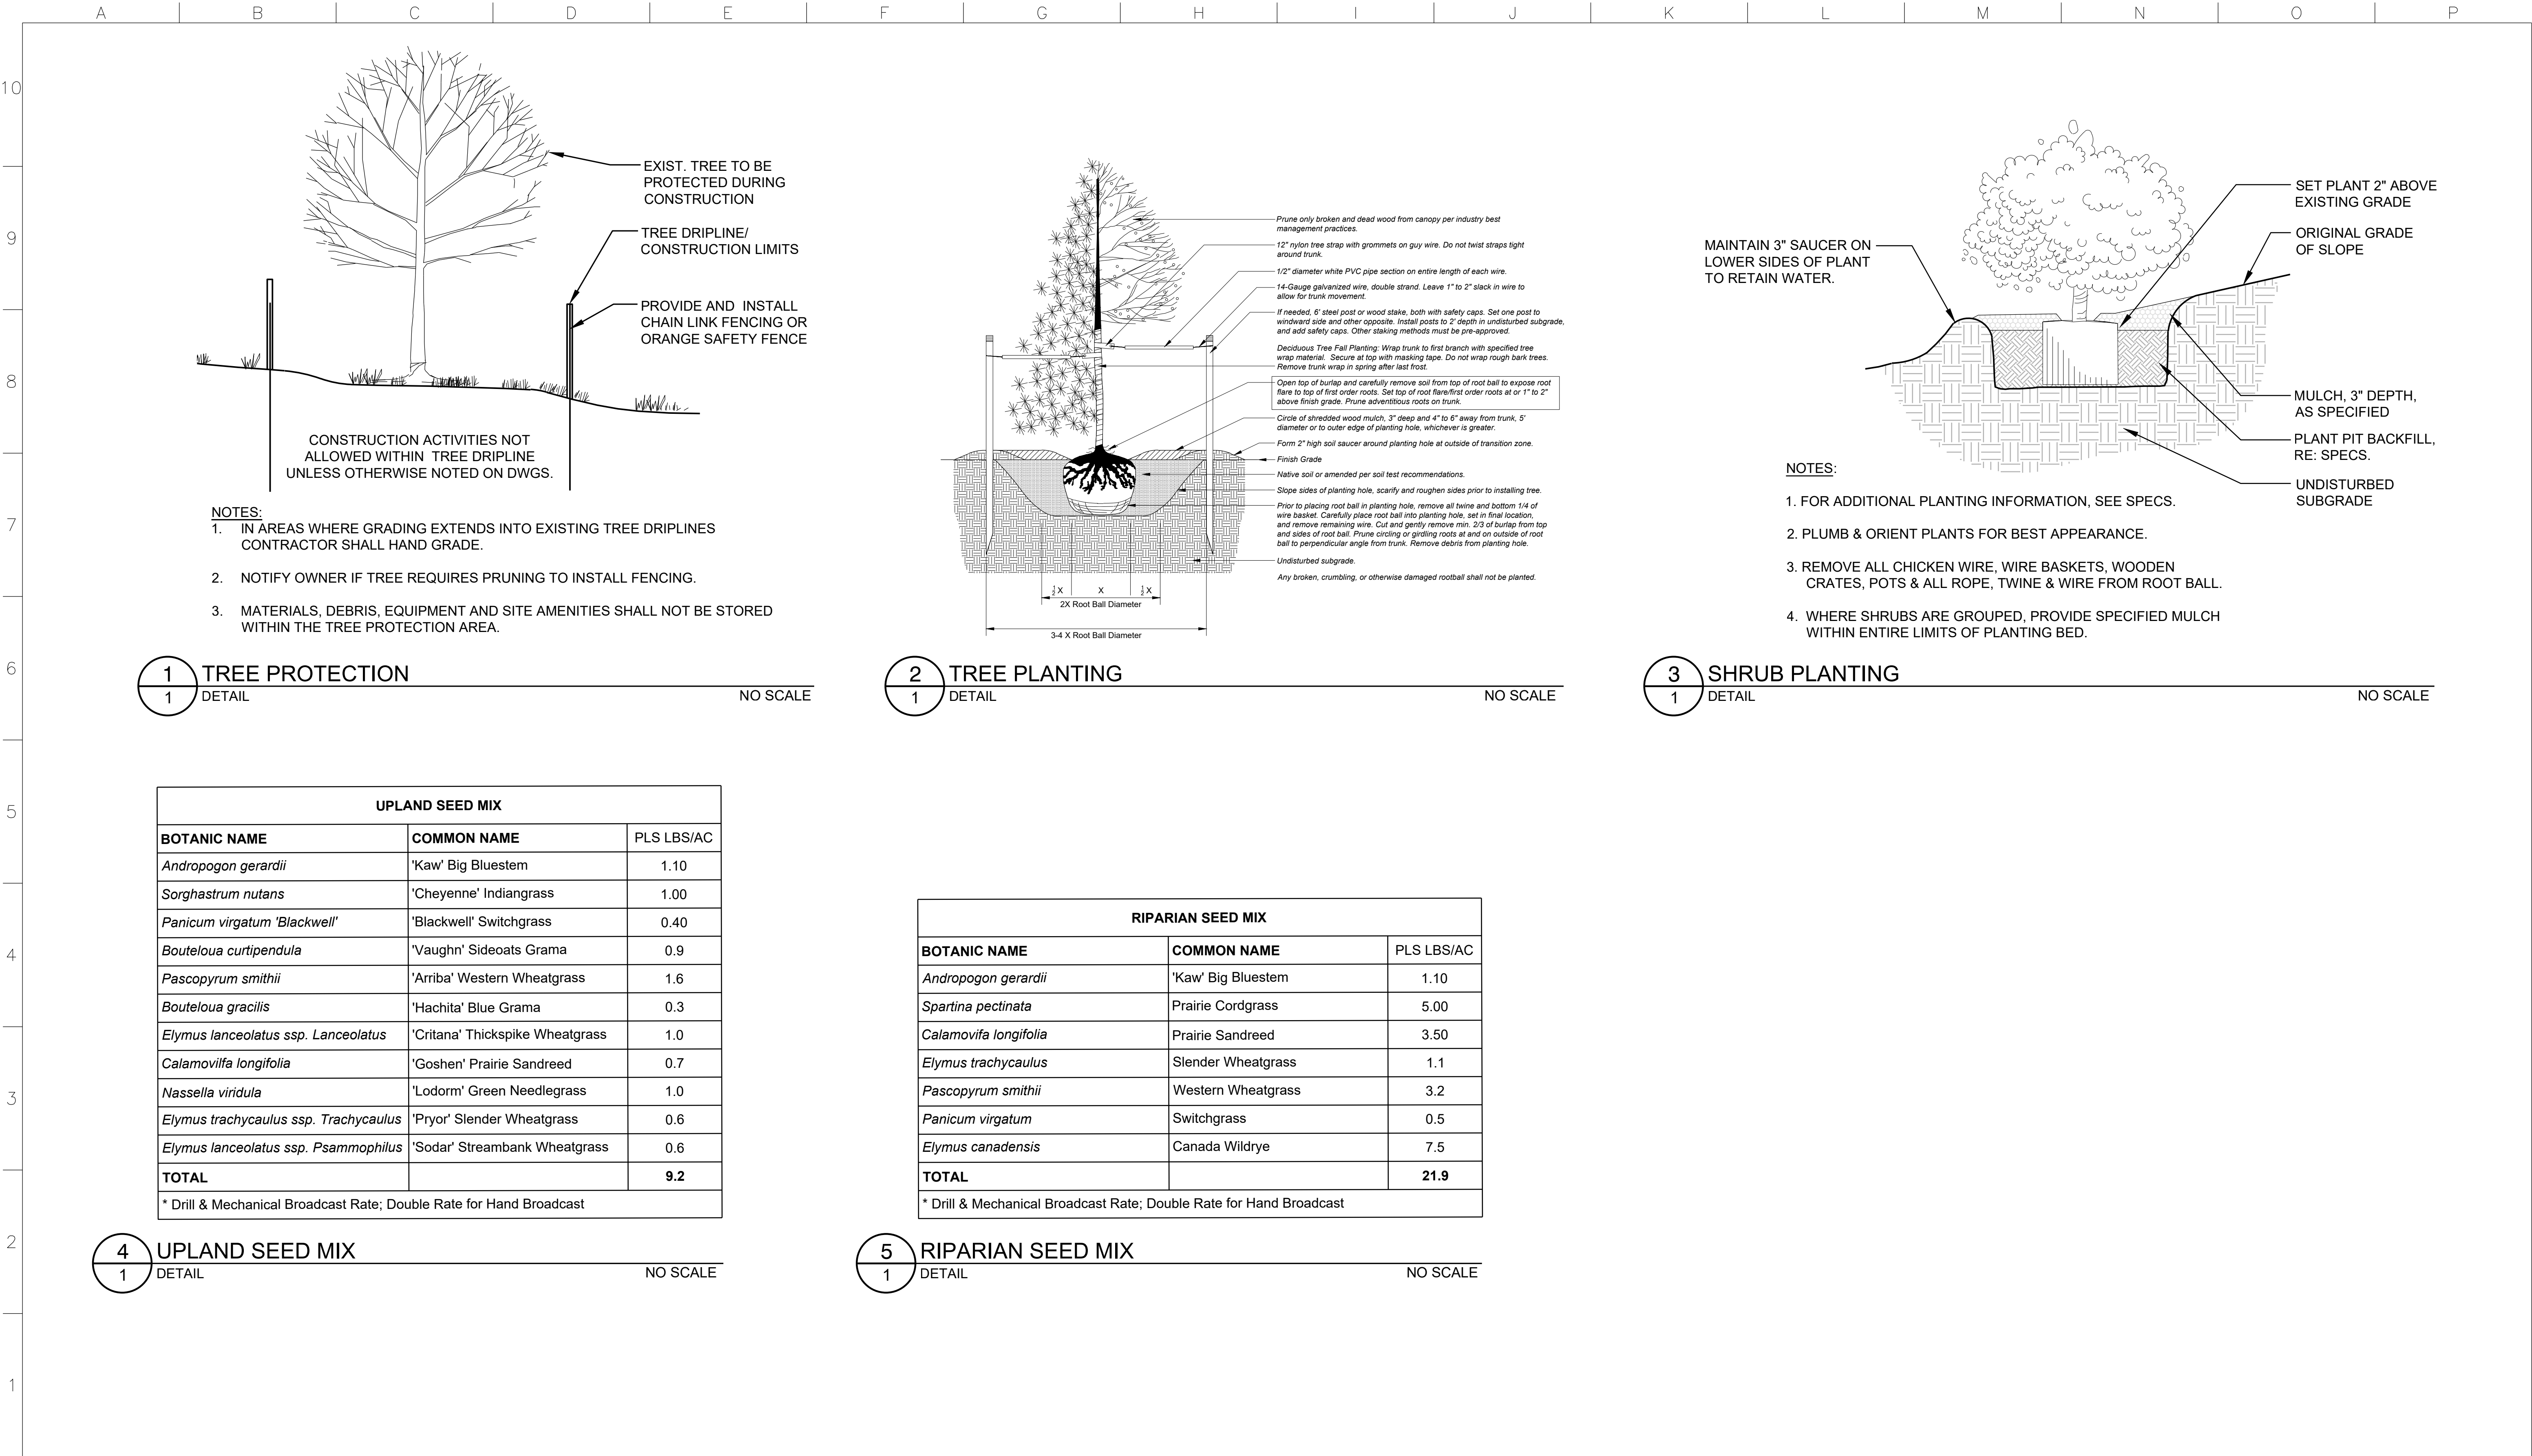 A B C D E F G H I J K L M N O P
10
9
8
7
6
5
4
3
2
1
EXIST. TREE TO BE
PROTECTED DURING
CONSTRUCTION
TREE DRIPLINE/
CONSTRUCTION LIMITS
PROVIDE AND INSTALL
CHAIN LINK FENCING OR
ORANGE SAFETY FENCE
CONSTRUCTION ACTIVITIES NOT
ALLOWED WITHIN TREE DRIPLINE
UNLESS OTHERWISE NOTED ON DWGS.
NOTES:
1. IN AREAS WHERE GRADING EXTENDS INTO EXISTING TREE DRIPLINES
CONTRACTOR SHALL HAND GRADE.
2. NOTIFY OWNER IF TREE REQUIRES PRUNING TO INSTALL FENCING.
3. MATERIALS, DEBRIS, EQUIPMENT AND SITE AMENITIES SHALL NOT BE STORED
WITHIN THE TREE PROTECTION AREA.
1 TREE PROTECTION
1 DETAIL NO SCALE
Prune only broken and dead wood from canopy per industry best
management practices.
12" nylon tree strap with grommets on guy wire. Do not twist straps tight
around trunk.
1/2" diameter white PVC pipe section on entire length of each wire.
14-Gauge galvanized wire, double strand. Leave 1" to 2" slack in wire to
allow for trunk movement.
If needed, 6' steel post or wood stake, both with safety caps. Set one post to
windward side and other opposite. Install posts to 2' depth in undisturbed subgrade,
and add safety caps. Other staking methods must be pre-approved.
Deciduous Tree Fall Planting: Wrap trunk to first branch with specified tree
wrap material. Secure at top with masking tape. Do not wrap rough bark trees.
Remove trunk wrap in spring after last frost.
Open top of burlap and carefully remove soil from top of root ball to expose root
flare to top of first order roots. Set top of root flare/first order roots at or 1" to 2"
above finish grade. Prune adventitious roots on trunk.
Circle of shredded wood mulch, 3" deep and 4" to 6" away from trunk, 5'
diameter or to outer edge of planting hole, whichever is greater.
Form 2" high soil saucer around planting hole at outside of transition zone.
Finish Grade
Native soil or amended per soil test recommendations.
Slope sides of planting hole, scarify and roughen sides prior to installing tree.
Prior to placing root ball in planting hole, remove all twine and bottom 1/4 of
wire basket. Carefully place root ball into planting hole, set in final location,
and remove remaining wire. Cut and gently remove min. 2/3 of burlap from top
and sides of root ball. Prune circling or girdling roots at and on outside of root
ball to perpendicular angle from trunk. Remove debris from planting hole.
Undisturbed subgrade.
Any broken, crumbling, or otherwise damaged rootball shall not be planted.
½ X X ½ X
2X Root Ball Diameter
3-4 X Root Ball Diameter
2 TREE PLANTING
1 DETAIL NO SCALE
MAINTAIN 3" SAUCER ON
LOWER SIDES OF PLANT
TO RETAIN WATER.
SET PLANT 2" ABOVE
EXISTING GRADE
ORIGINAL GRADE
OF SLOPE
MULCH, 3" DEPTH,
AS SPECIFIED
PLANT PIT BACKFILL,
RE: SPECS.
UNDISTURBED
SUBGRADE
NOTES:
1. FOR ADDITIONAL PLANTING INFORMATION, SEE SPECS.
2. PLUMB & ORIENT PLANTS FOR BEST APPEARANCE.
3. REMOVE ALL CHICKEN WIRE, WIRE BASKETS, WOODEN
CRATES, POTS & ALL ROPE, TWINE & WIRE FROM ROOT BALL.
4. WHERE SHRUBS ARE GROUPED, PROVIDE SPECIFIED MULCH
WITHIN ENTIRE LIMITS OF PLANTING BED.
3 SHRUB PLANTING
1 DETAIL NO SCALE
UPLAND SEED MIX
BOTANIC NAME COMMON NAME PLS LBS/AC
Andropogon gerardii 'Kaw' Big Bluestem 1.10
Sorghastrum nutans 'Cheyenne' Indiangrass 1.00
Panicum virgatum 'Blackwell' 'Blackwell' Switchgrass 0.40
Bouteloua curtipendula 'Vaughn' Sideoats Grama 0.9
Pascopyrum smithii 'Arriba' Western Wheatgrass 1.6
Bouteloua gracilis 'Hachita' Blue Grama 0.3
Elymus lanceolatus ssp. Lanceolatus 'Critana' Thickspike Wheatgrass 1.0
Calamovilfa longifolia 'Goshen' Prairie Sandreed 0.7
Nassella viridula 'Lodorm' Green Needlegrass 1.0
Elymus trachycaulus ssp. Trachycaulus 'Pryor' Slender Wheatgrass 0.6
Elymus lanceolatus ssp. Psammophilus 'Sodar' Streambank Wheatgrass 0.6
TOTAL 9.2
* Drill & Mechanical Broadcast Rate; Double Rate for Hand Broadcast
4 UPLAND SEED MIX
1 DETAIL NO SCALE
RIPARIAN SEED MIX
BOTANIC NAME COMMON NAME PLS LBS/AC
Andropogon gerardii 'Kaw' Big Bluestem 1.10
Spartina pectinata Prairie Cordgrass 5.00
Calamovifa longifolia Prairie Sandreed 3.50
Elymus trachycaulus Slender Wheatgrass 1.1
Pascopyrum smithii Western Wheatgrass 3.2
Panicum virgatum Switchgrass 0.5
Elymus canadensis Canada Wildrye 7.5
TOTAL 21.9
* Drill & Mechanical Broadcast Rate; Double Rate for Hand Broadcast
5 RIPARIAN SEED MIX
1 DETAIL NO SCALE